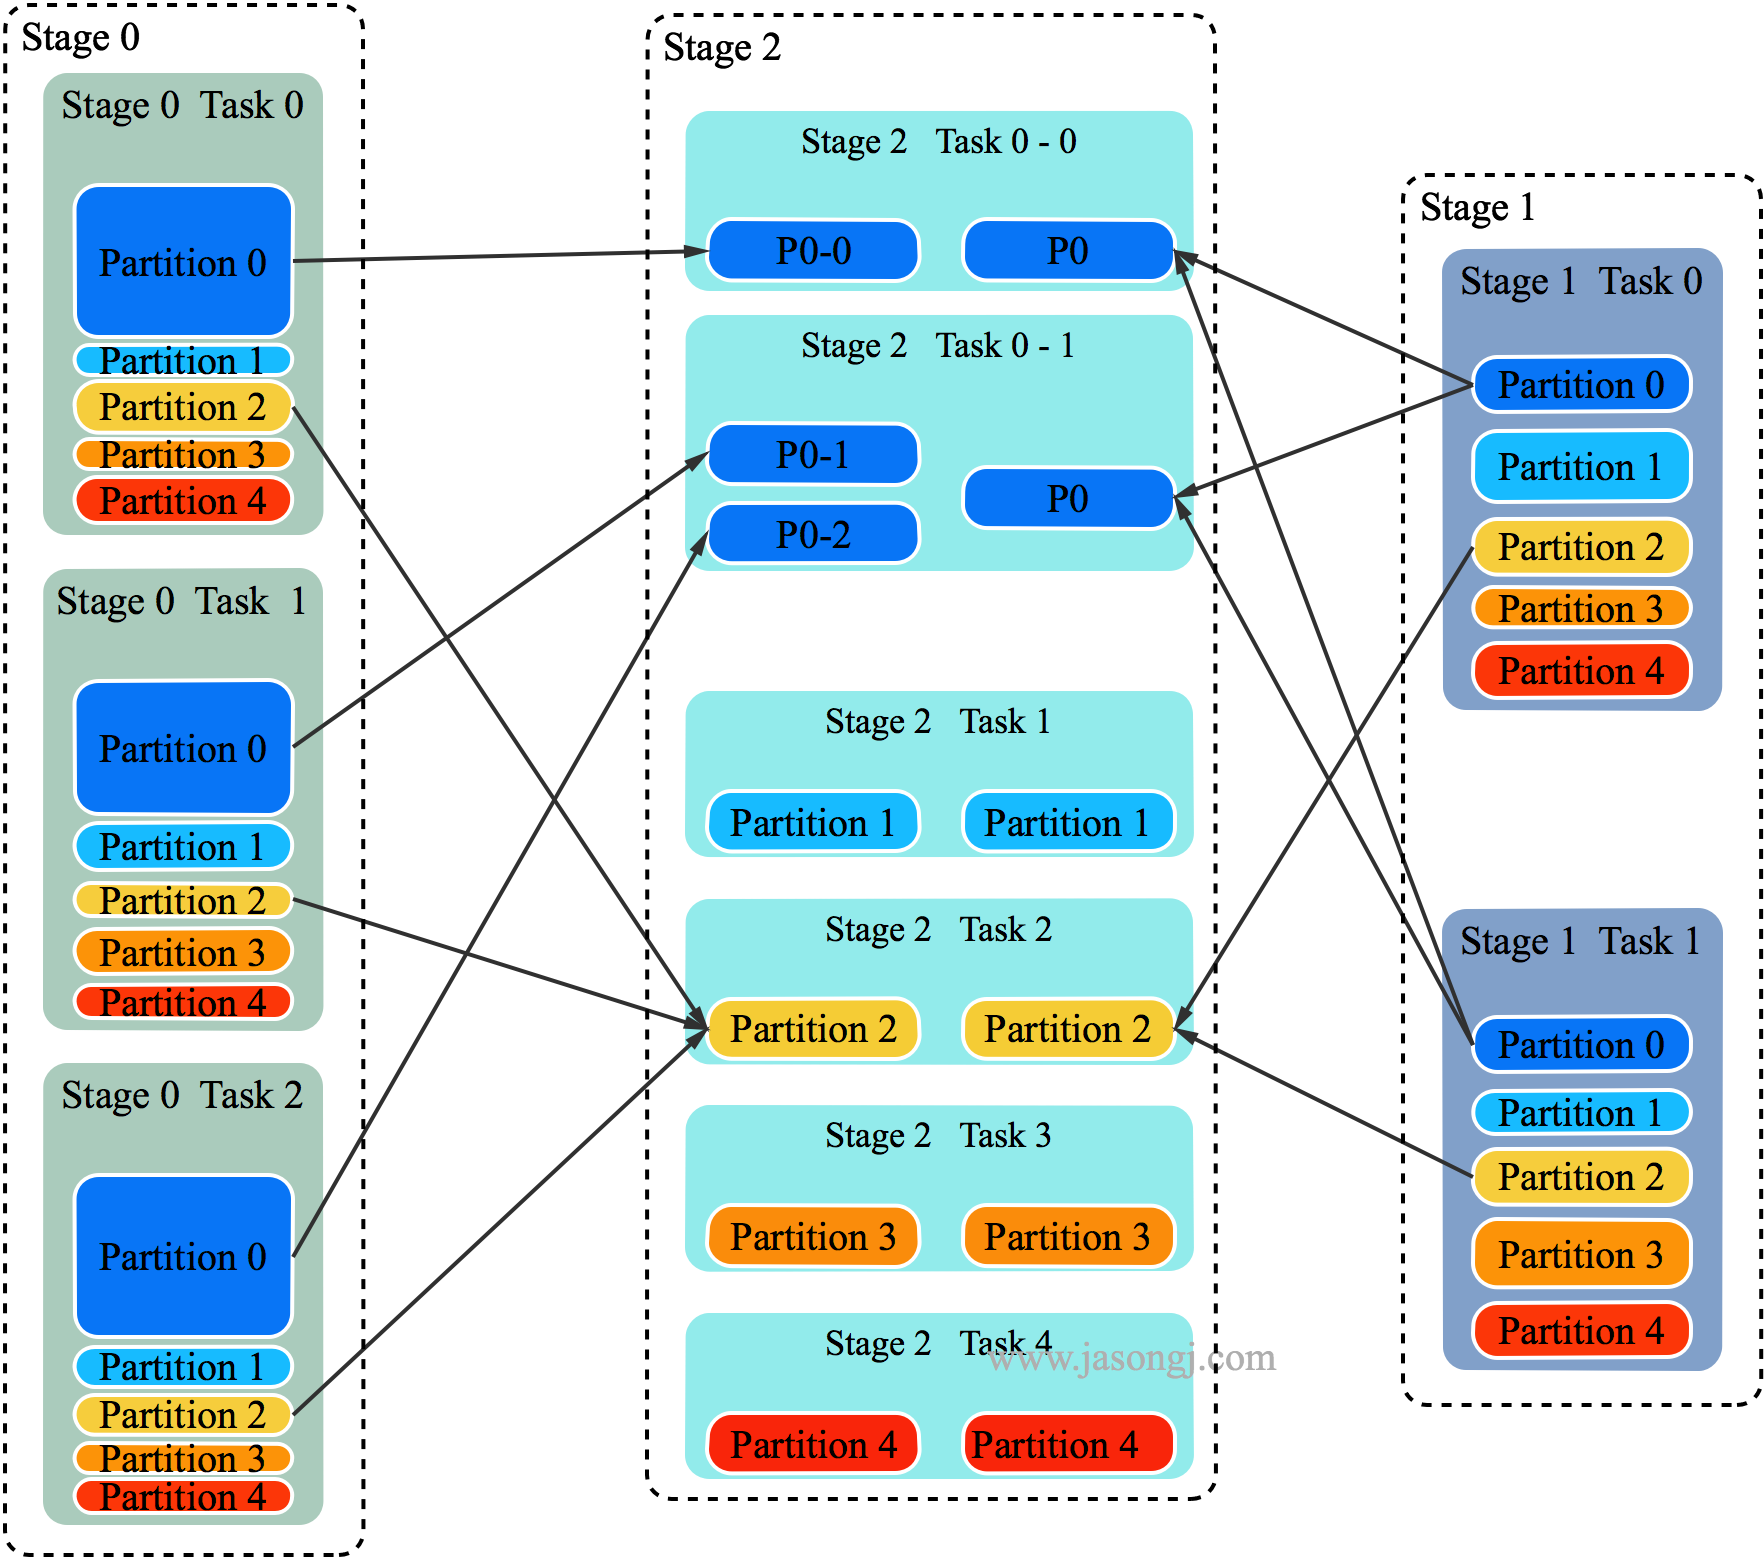 Stage 0
Stage 0 Task 0
Partition 0
Partition 1
Partition 2
Partition 3
Partition 4
Stage 0 Task 1
Partition 0
Partition 1
Partition 2
Partition 3
Partition 4
Stage 0 Task 2
Partition 0
Partition 1
Partition 2
Partition 3
Partition 4
Stage 2
Stage 2 Task 0 - 0
P0-0 P0
Stage 2 Task 0 - 1
P0-1
P0
P0-2
Stage 2 Task 1
Partition 1 Partition 1
Stage 2 Task 2
Partition 2 Partition 2
Stage 2 Task 3
Partition 3 Partition 3
Stage 2 Task 4
www.jasongj.com
Partition 4 Partition 4
Stage 1
Stage 1 Task 0
Partition 0
Partition 1
Partition 2
Partition 3
Partition 4
Stage 1 Task 1
Partition 0
Partition 1
Partition 2
Partition 3
Partition 4